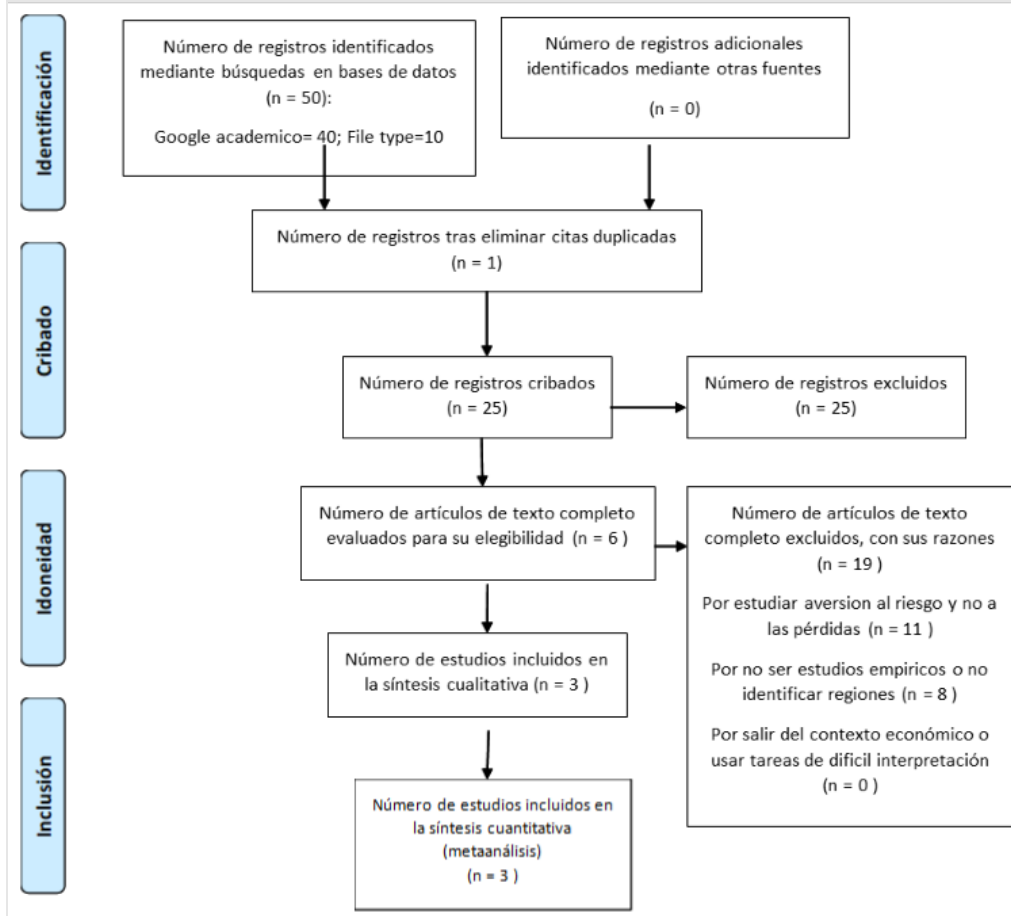 Identificación
Número de registros identificados
mediante búsquedas en bases de datos
(n = 50):
Google academico= 40; File type=10
Número de registros adicionales
identificados mediante otras fuentes
(n = 0)
Número de registros tras eliminar citas duplicadas
(n = 1)
Cribado
Número de registros cribados
(n = 25)
Número de registros excluidos
(n = 25)
Idoneidad
Número de artículos de texto completo
evaluados para su elegibilidad (n = 6 )
Número de artículos de texto
completo excluidos, con sus razones
(n = 19 )
Por estudiar aversion al riesgo y no a
las pérdidas (n = 11 )
Por no ser estudios empiricos o no
identificar regiones (n = 8 )
Por salir del contexto económico o
usar tareas de dificil interpretación
(n = 0 )
Número de estudios incluidos en
la síntesis cualitativa (n = 3 )
Inclusión
Número de estudios incluidos en
la síntesis cuantitativa
(metaanálisis)
(n = 3 )